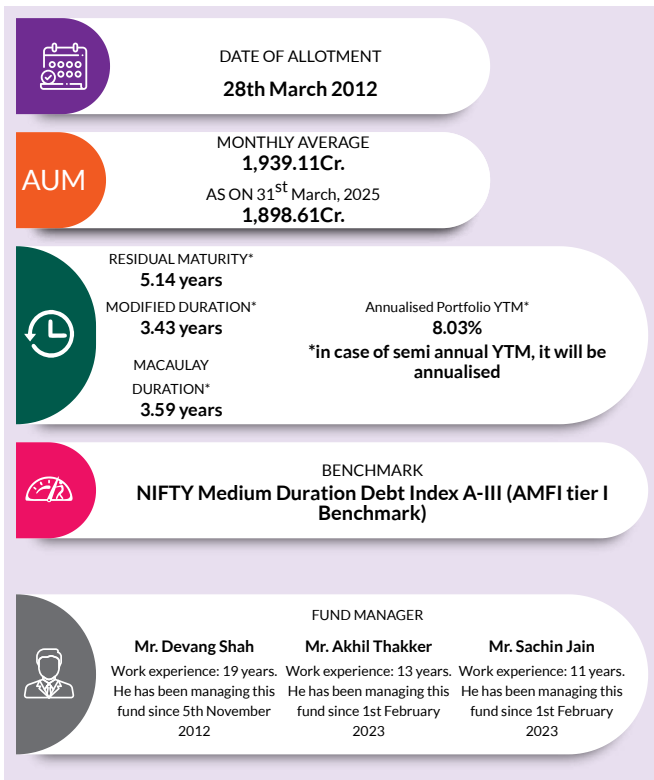 DATE OF ALLOTMENT
28th March 2012
AUM
MONTHLY AVERAGE
1,939.11Cr.
AS ON 31st March, 2025
1,898.61Cr.
RESIDUAL MATURITY*
5.14 years
MODIFIED DURATION*
3.43 years
MACAULAY
DURATION*
3.59 years
Annualised Portfolio YTM*
8.03%
*in case of semi annual YTM, it will be
annualised
BENCHMARK
NIFTY Medium Duration Debt Index A-III (AMFI tier I
Benchmark)
FUND MANAGER
Mr. Devang Shah
Work experience: 19 years.
He has been managing this
fund since 5th November
2012
Mr. Akhil Thakker
Work experience: 13 years.
He has been managing this
fund since 1st February
2023
Mr. Sachin Jain
Work experience: 11 years.
He has been managing this
fund since 1st February
2023